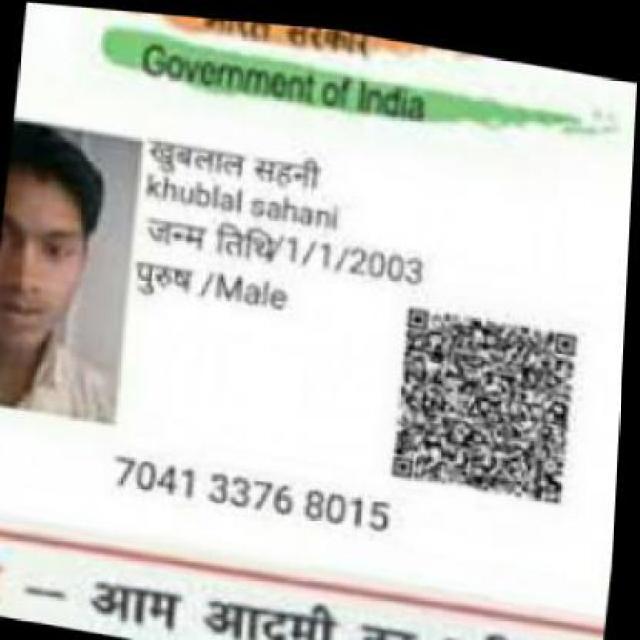 भारत सरकार
Government of India
खुबलाल सहनी
khublal sahani
जन्म तिथि/1/1/2003
पुरुष /Male
7041 3376 8015
– आम आदमी